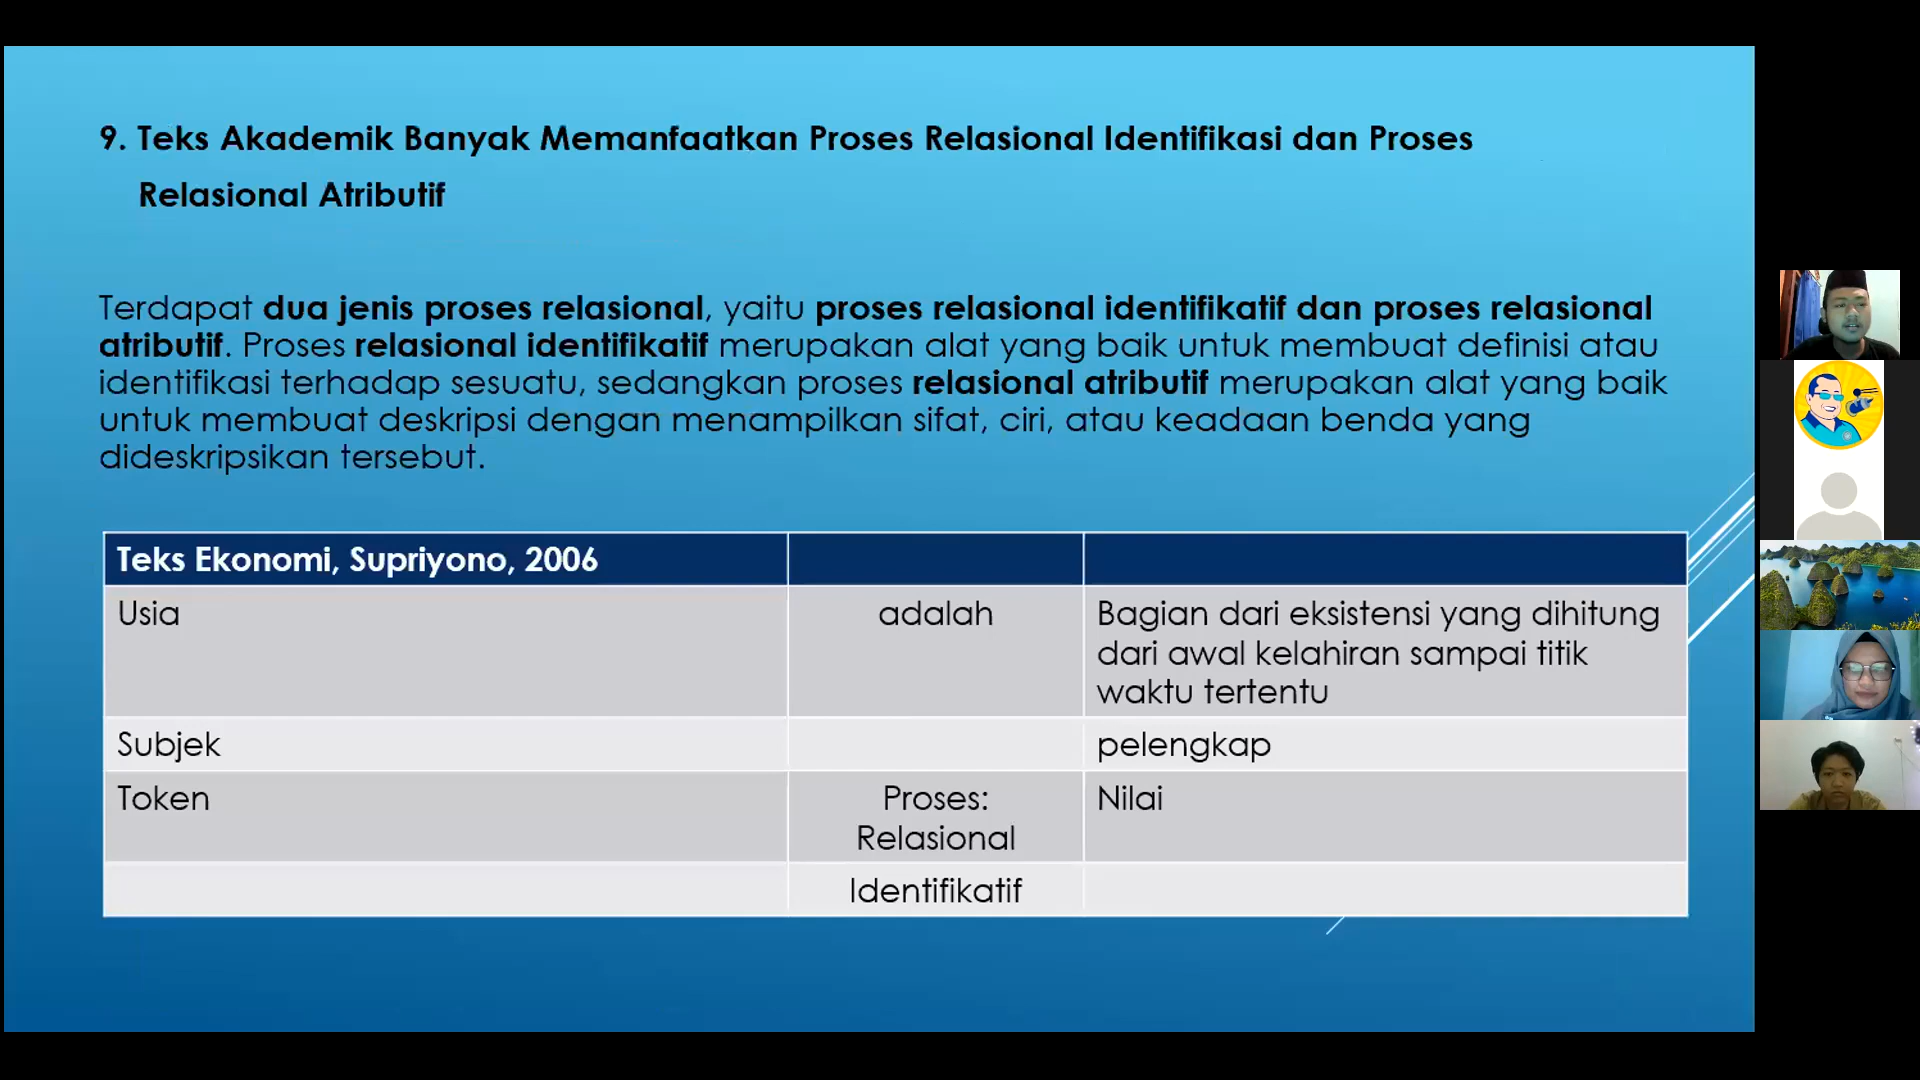 9. Teks Akademik Banyak Memanfaatkan Proses Relasional Identifikasi dan Proses
Relasional Atributif
Terdapat dua jenis proses relasional, yaitu proses relasional identifikatif dan proses relasional
atributif. Proses relasional identifikatif merupakan alat yang baik untuk membuat definisi atau
identifikasi terhadap sesuatu, sedangkan proses relasional atributif merupakan alat yang baik
untuk membuat deskripsi dengan menampilkan sifat, ciri, atau keadaan benda yang
dideskripsikan tersebut.
Teks Ekonomi, Supriyono, 2006
Usia
adalah
Bagian dari eksistensi yang dihitung
dari awal kelahiran sampai titik
waktu tertentu
Subjek
pelengkap
Token
Proses:
Relasional
Nilai
Identifikatif